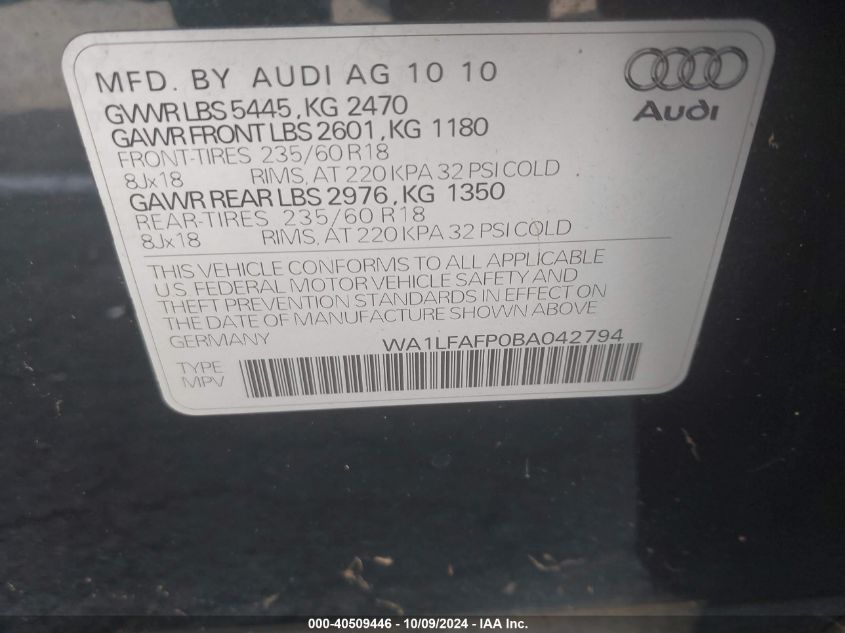 MFD. BY AUDI AG 10 10
Audi
GVWR LBS 5445, KG 2470
GAWR FRONT LBS 2601, KG 1180
FRONT-TIRES 235/60 R18
8Jx18 RIMS, AT 220 KPA 32 PSI COLD
GAWR REAR LBS 2976, KG 1350
REAR-TIRES 235/60 R18
8Jx18 RIMS, AT 220 KPA 32 PSI COLD
THIS VEHICLE CONFORMS TO ALL APPLICABLE
U.S. FEDERAL MOTOR VEHICLE SAFETY AND
THEFT PREVENTION STANDARDS IN EFFECT ON
THE DATE OF MANUFACTURE SHOWN ABOVE
GERMANY WA1LFAFP0BA042794
TYPE
MPV
000-40509446 - 10/09/2024 - IAA Inc.